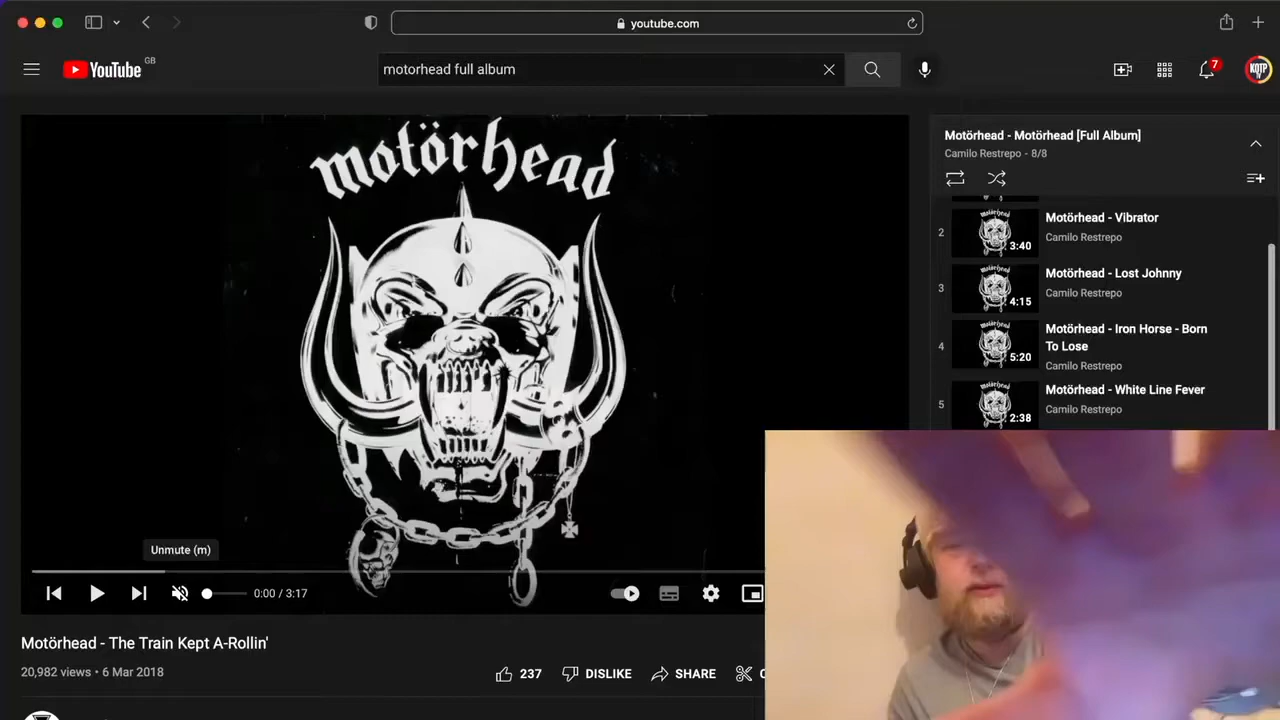 youtube.com
YouTube GB
motorhead full album
7
KOTP
motörhead
Motörhead - Motörhead [Full Album]
Camilo Restrepo - 8/8
2
3:40
Motörhead - Vibrator
Camilo Restrepo
3
4:15
Motörhead - Lost Johnny
Camilo Restrepo
4
5:20
Motörhead - Iron Horse - Born
To Lose
Camilo Restrepo
5
2:38
Motörhead - White Line Fever
Camilo Restrepo
Unmute (m)
0:00 / 3:17
Motörhead - The Train Kept A-Rollin'
20,982 views • 6 Mar 2018
237
DISLIKE
SHARE